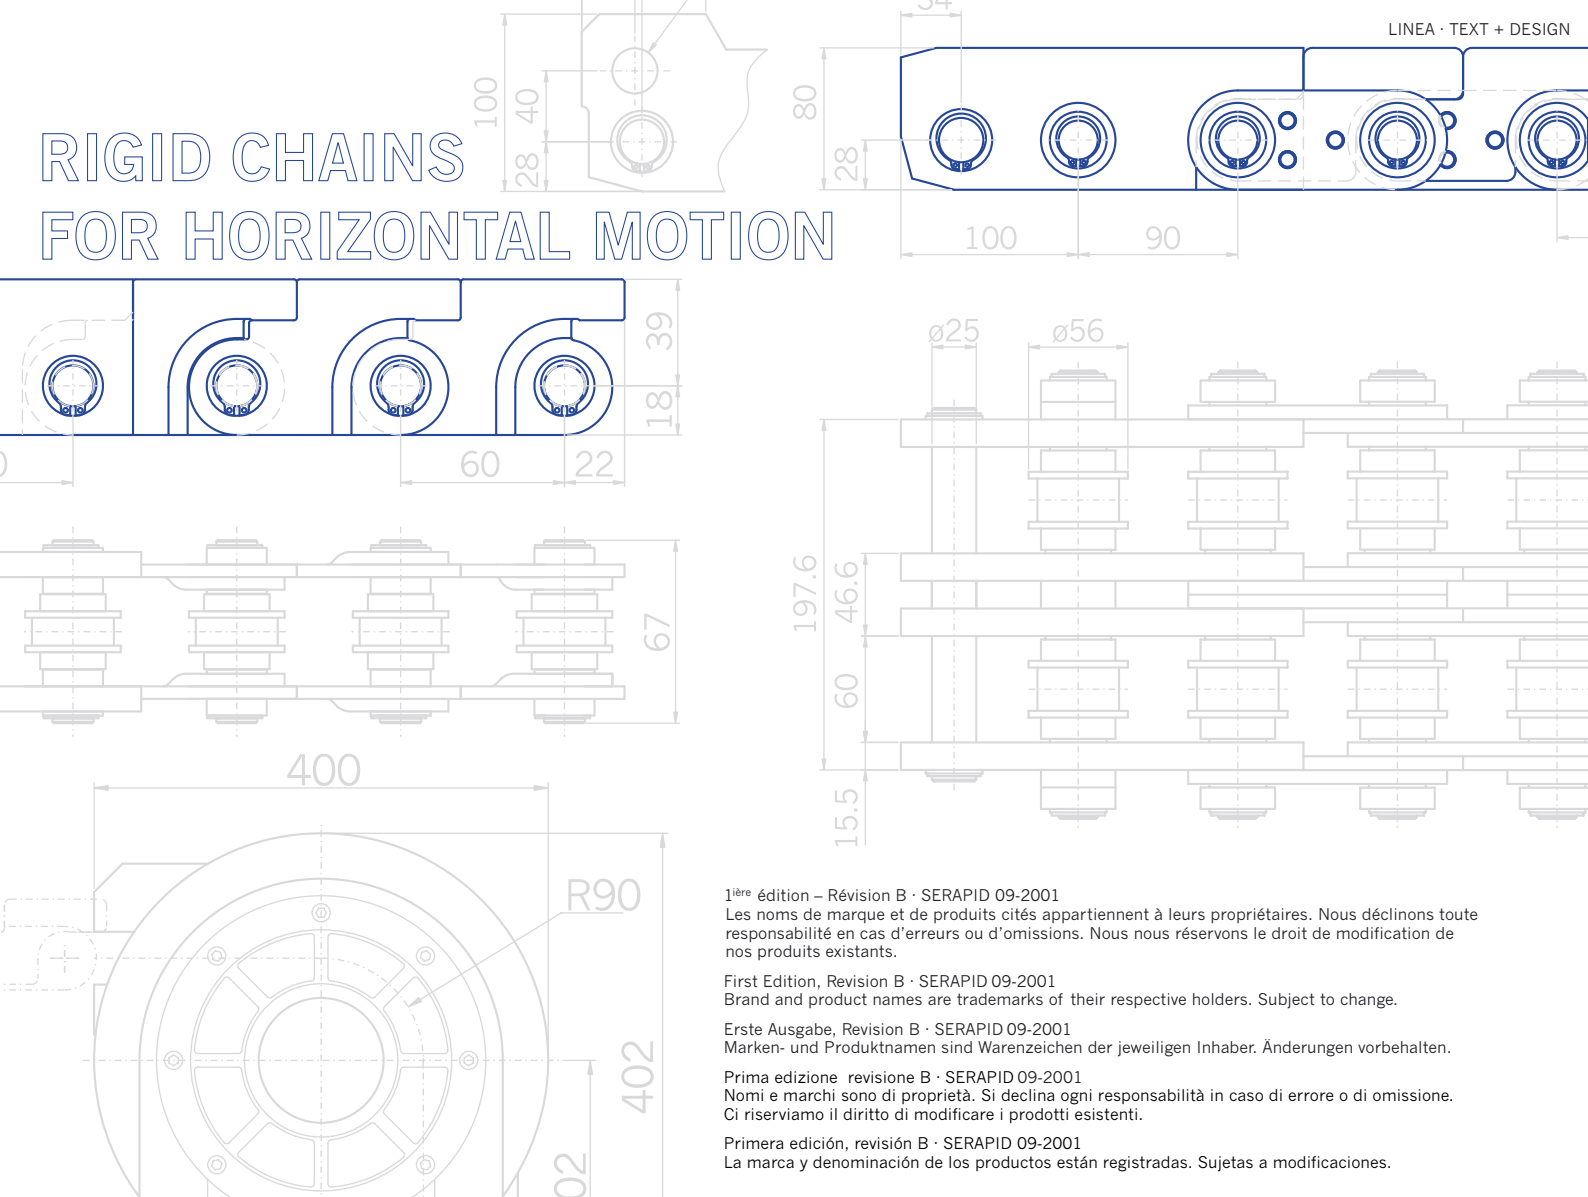 LINEA · TEXT + DESIGN
100
40
28
80
28
100
90
RIGID CHAINS
FOR HORIZONTAL MOTION
39
18
60
22
67
ø25
ø56
197.6
46.6
60
15.5
400
R90
402
1ière édition – Révision B · SERAPID 09-2001
Les noms de marque et de produits cités appartiennent à leurs propriétaires. Nous déclinons toute
responsabilité en cas d’erreurs ou d’omissions. Nous nous réservons le droit de modification de
nos produits existants.
First Edition, Revision B · SERAPID 09-2001
Brand and product names are trademarks of their respective holders. Subject to change.
Erste Ausgabe, Revision B · SERAPID 09-2001
Marken- und Produktnamen sind Warenzeichen der jeweiligen Inhaber. Änderungen vorbehalten.
Prima edizione revisione B · SERAPID 09-2001
Nomi e marchi sono di proprietà. Si declina ogni responsabilità in caso di errore o di omissione.
Ci riserviamo il diritto di modificare i prodotti esistenti.
Primera edición, revisión B · SERAPID 09-2001
La marca y denominación de los productos están registradas. Sujetas a modificaciones.